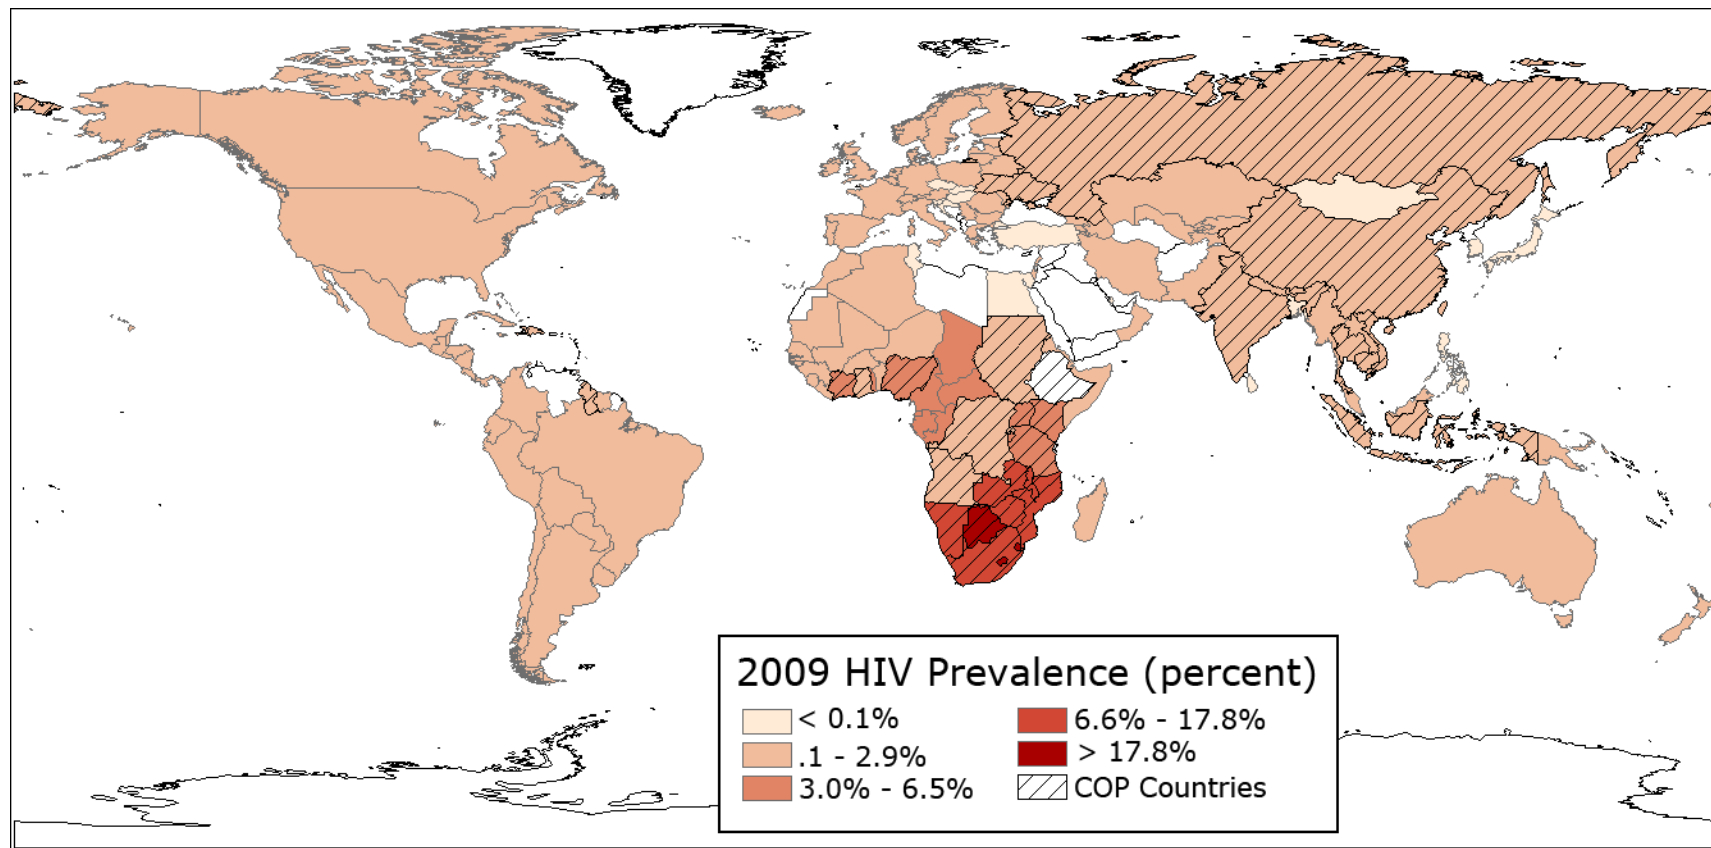 2009 HIV Prevalence (percent)
< 0.1%
.1 - 2.9%
3.0% - 6.5%
6.6% - 17.8%
> 17.8%
COP Countries